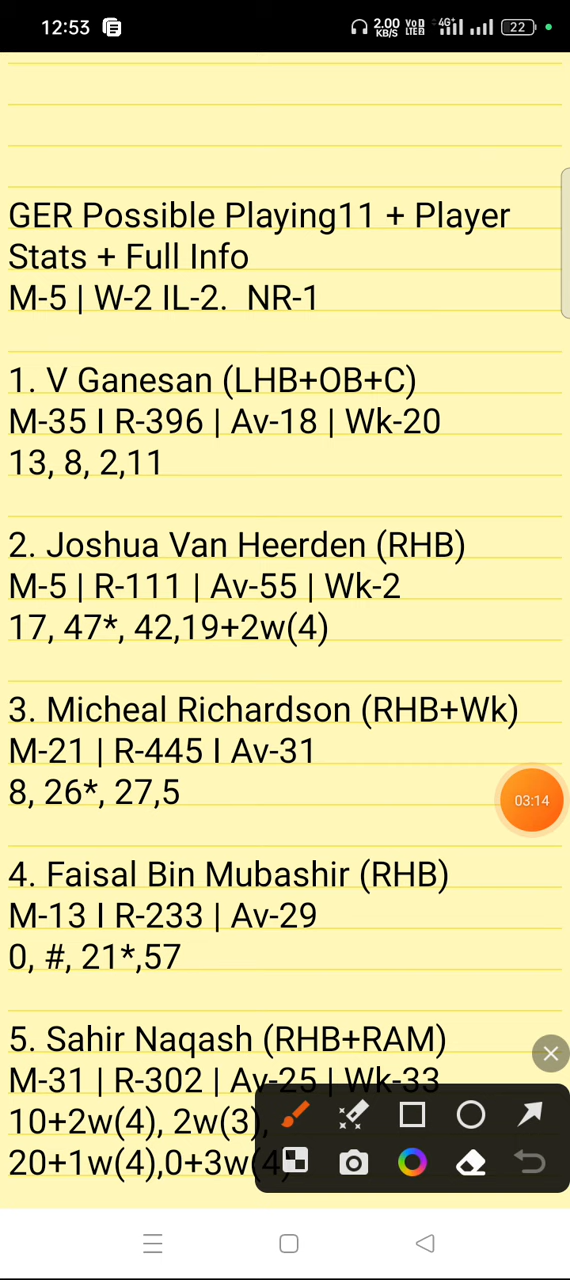 12:53
2.00 KB/S VoD LTE2 4G+ 22
GER Possible Playing11 + Player
Stats + Full Info
M-5 | W-2 IL-2. NR-1
1. V Ganesan (LHB+OB+C)
M-35 I R-396 | Av-18 | Wk-20
13, 8, 2,11
2. Joshua Van Heerden (RHB)
M-5 | R-111 | Av-55 | Wk-2
17, 47*, 42,19+2w(4)
3. Micheal Richardson (RHB+Wk)
M-21 | R-445 I Av-31
8, 26*, 27,5
03:14
4. Faisal Bin Mubashir (RHB)
M-13 I R-233 | Av-29
0, #, 21*,57
5. Sahir Naqash (RHB+RAM)
M-31 | R-302 | Av-25 | Wk-33
10+2w(4), 2w(3),
20+1w(4),0+3w(4)